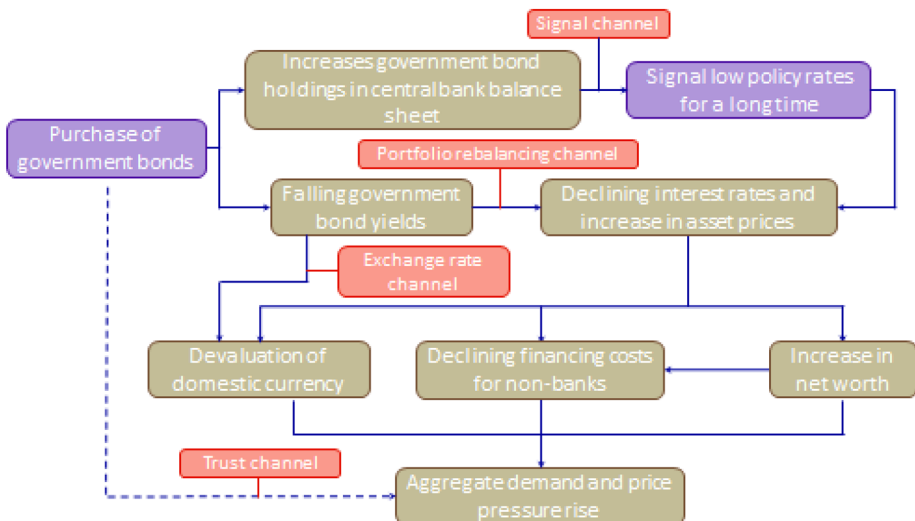 Signal channel
Increases government bond
holdings in central bank balance
sheet
Signal low policy rates
for a long time
Purchase of
government bonds
Portfolio rebalancing channel
Falling government
bond yields
Declining interest rates and
increase in asset prices
Exchange rate
channel
Devaluation of
domestic currency
Declining financing costs
for non-banks
Increase in
net worth
Trust channel
Aggregate demand and price
pressure rise